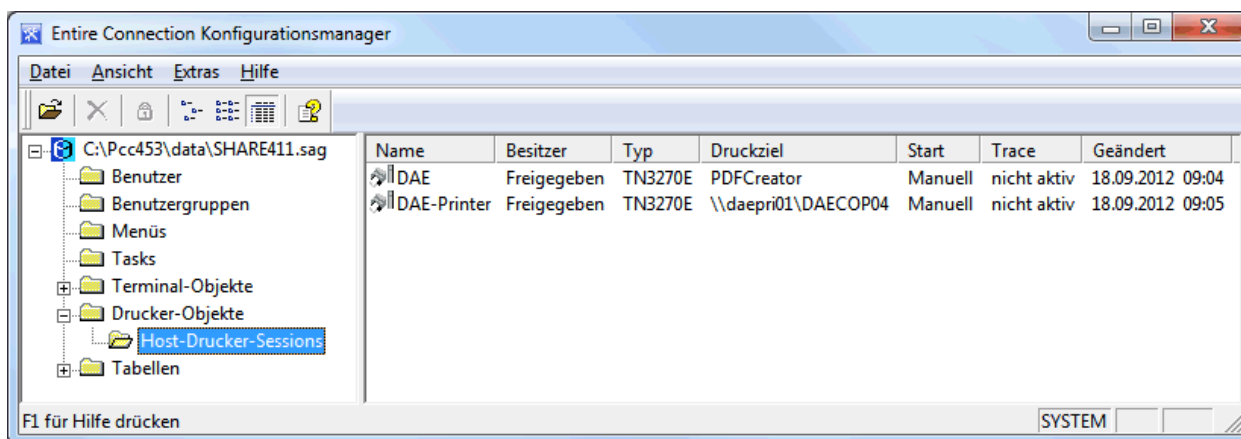 Entire Connection Konfigurationsmanager
Datei Ansicht Extras Hilfe
C:\Pcc453\data\SHARE411.sag
Benutzer
Benutzergruppen
Menüs
Tasks
Terminal-Objekte
Drucker-Objekte
Host-Drucker-Sessions
Tabellen
Name Besitzer Typ Druckziel Start Trace Geändert
DAE Freigegeben TN3270E PDFCreator Manuell nicht aktiv 18.09.2012 09:04
DAE-Printer Freigegeben TN3270E \\daepri01\DAECOP04 Manuell nicht aktiv 18.09.2012 09:05
F1 für Hilfe drücken SYSTEM